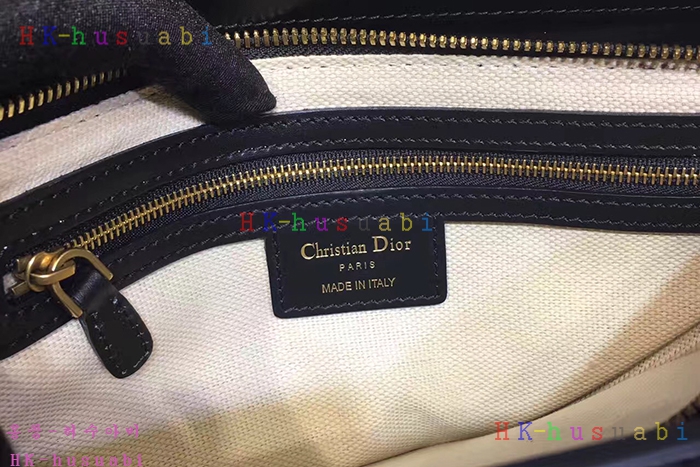 HK-husuabi
HK-husuabi
Christian Dior
PARIS
MADE IN ITALY
HK-husuabi